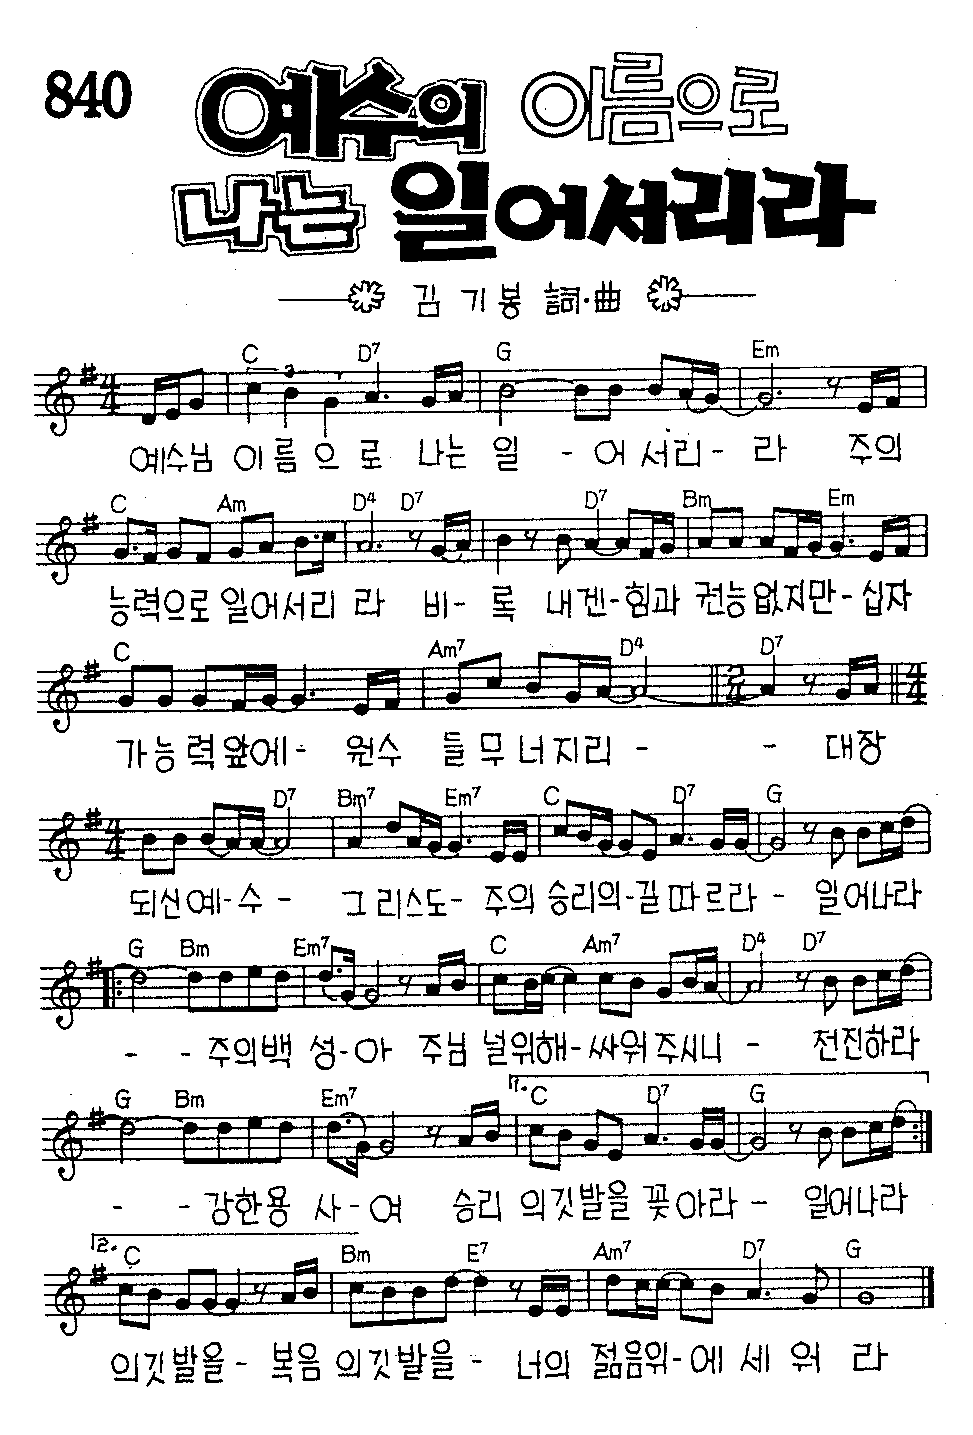 840
예수의 이름으로
나는 일어서리라
김기봉 詞·曲
C D7 G Em
3
4 4
예수님 이름 으 로 나는 일 - 어 서리 - 라 주의
C Am D4 D7 D7 Bm Em
능력으로 일어서리 라 비 - 록 내겐 - 힘과 권능없지만 - 십자
C Am7 D4 D7
2 4 4 4
가능력앞에 - 원수 들무너지리 - - 대장
D7 Bm7 Em7 C D7 G
4 4
되신예 - 수 - 그리스도 - 주의 승리의 - 길따르라 - 일어나라
G Bm Em7 C Am7 D4 D7
- - 주의백 성 - 아 주님 널위해 - 싸워주시니 - 전진하라
G Bm Em7 1. C D7 G
- - 강한용 사 - 여 승리 의깃발을 꽂아라 - 일어나라
2. C Bm E7 Am7 D7 G
의깃발을 - 복음 의깃발을 - 너의 젊음위 - 에 세 워 라